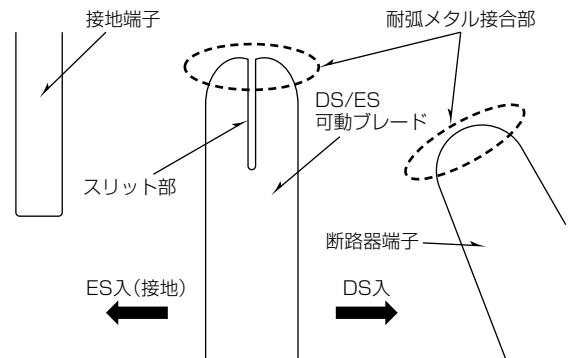 接地端子
耐弧メタル接合部
DS/ES
可動ブレード
スリット部
断路器端子
ES入(接地)
DS入